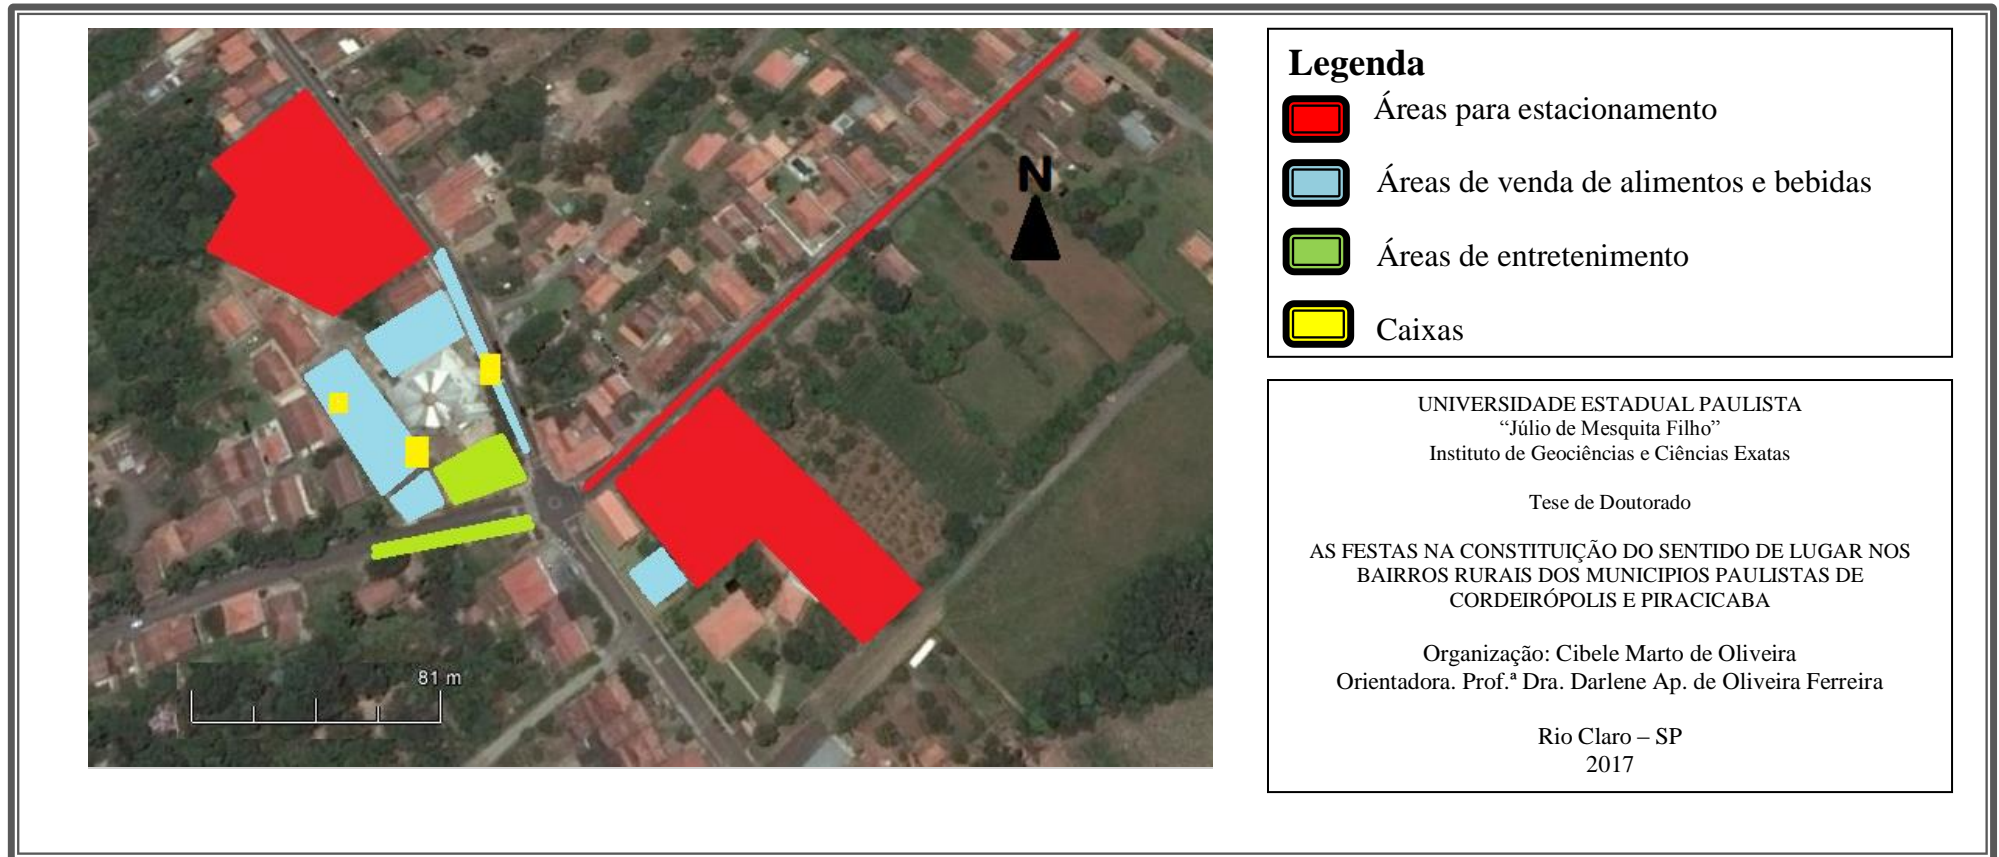 N
81 m
Legenda
Áreas para estacionamento
Áreas de venda de alimentos e bebidas
Áreas de entretenimento
Caixas
UNIVERSIDADE ESTADUAL PAULISTA
“Júlio de Mesquita Filho”
Instituto de Geociências e Ciências Exatas
Tese de Doutorado
AS FESTAS NA CONSTITUIÇÃO DO SENTIDO DE LUGAR NOS
BAIRROS RURAIS DOS MUNICIPIOS PAULISTAS DE
CORDEIRÓPOLIS E PIRACICABA
Organização: Cibele Marto de Oliveira
Orientadora. Prof.ª Dra. Darlene Ap. de Oliveira Ferreira
Rio Claro – SP
2017